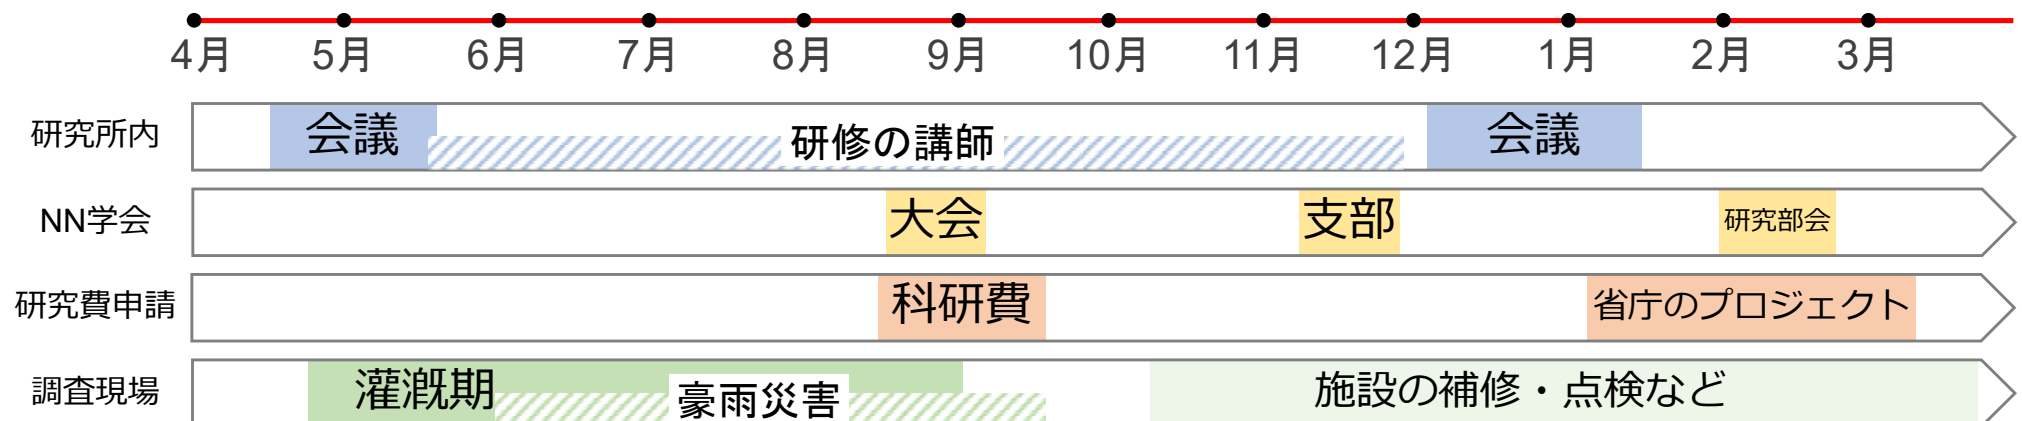 4月 5月 6月 7月 8月 9月 10月 11月 12月 1月 2月 3月
研究所内 会議 研修の講師 会議
NN学会 大会 支部 研究部会
研究費申請 科研費 省庁のプロジェクト
調査現場 灌漑期 豪雨災害 施設の補修・点検など